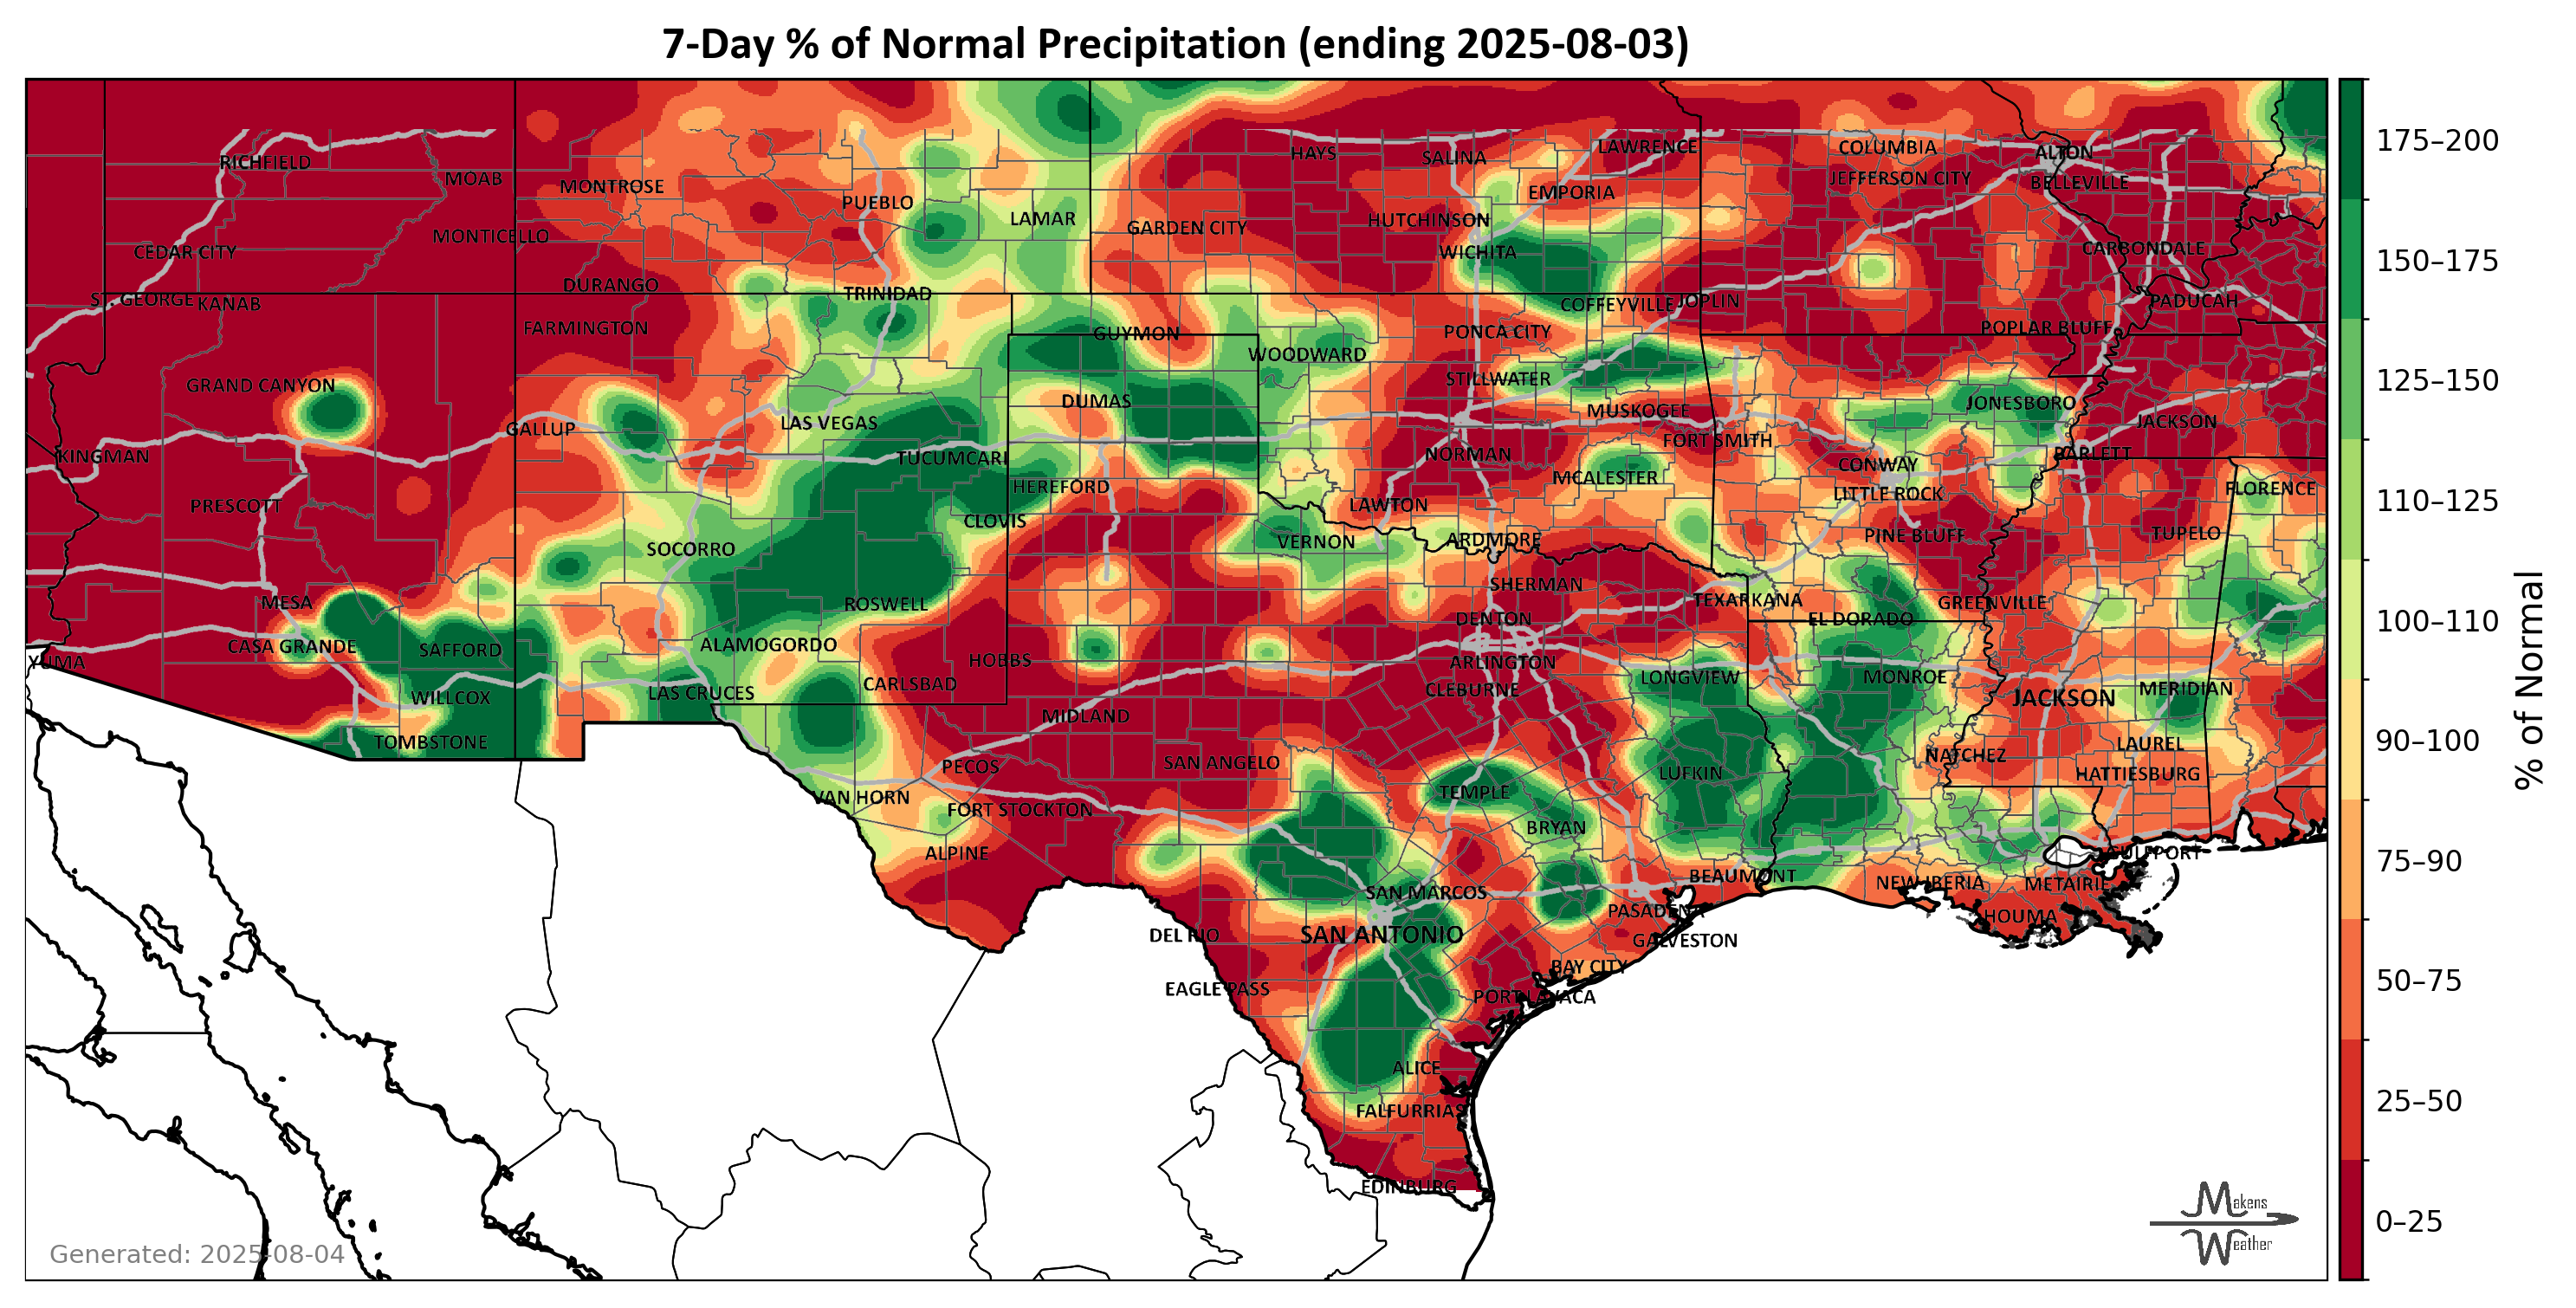 7-Day % of Normal Precipitation (ending 2025-08-03)
HAYS
SALINA
LAWRENCE
COLUMBIA
ALTON
RICHFIELD
MOAB
MONTROSE
EMPORIA
JEFFERSON CITY
BELLEVILLE
PUEBLO
LAMAR
GARDEN CITY
HUTCHINSON
MONTICELLO
CEDAR CITY
WICHITA
CARBONDALE
DURANGO
TRINIDAD
ST. GEORGE
KANAB
COFFEYVILLE
JOPLIN
PADUCAH
FARMINGTON
GUYMON
PONCA CITY
POPLAR BLUFF
WOODWARD
GRAND CANYON
STILLWATER
DUMAS
MUSKOGEE
JONESBORO
GALLUP
LAS VEGAS
FORT SMITH
JACKSON
KINGMAN
TUCUMCARI
NORMAN
CONWAY
BARLETT
HEREFORD
MCALESTER
LITTLE ROCK
FLORENCE
PRESCOTT
LAWTON
CLOVIS
VERNON
ARDMORE
PINE BLUFF
TUPELO
SOCORRO
SHERMAN
MESA
ROSWELL
TEXARKANA
GREENVILLE
DENTON
EL DORADO
CASA GRANDE
SAFFORD
ALAMOGORDO
YUMA
HOBBS
ARLINGTON
CARLSBAD
CLEBURNE
LONGVIEW
MONROE
MERIDIAN
WILLCOX
LAS CRUCES
JACKSON
MIDLAND
TOMBSTONE
LAUREL
PECOS
SAN ANGELO
NATCHEZ
LUFKIN
HATTIESBURG
VAN HORN
FORT STOCKTON
TEMPLE
BRYAN
ALPINE
GULFPORT
BEAUMONT
NEW IBERIA
METAIRIE
SAN MARCOS
PASADENA
HOUMA
DEL RIO
SAN ANTONIO
GALVESTON
BAY CITY
EAGLE PASS
PORT LAVACA
ALICE
FALFURRIAS
EDINBURG
Generated: 2025-08-04
Makens
Weather
175–200
150–175
125–150
110–125
100–110
90–100
75–90
50–75
25–50
0–25
% of Normal